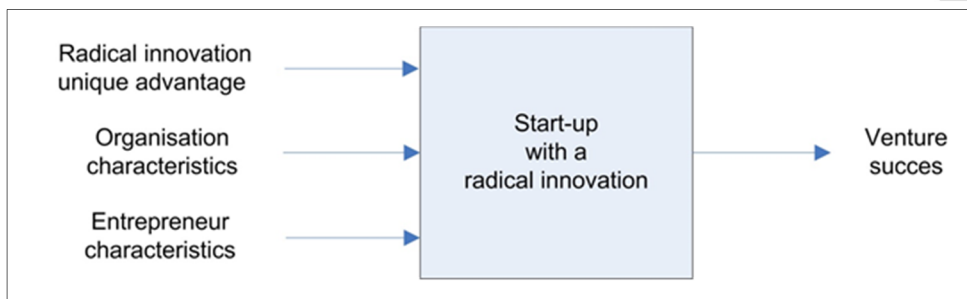 Radical innovation
unique advantage
Organisation
characteristics
Entrepreneur
characteristics
Start-up
with a
radical innovation
Venture
succes